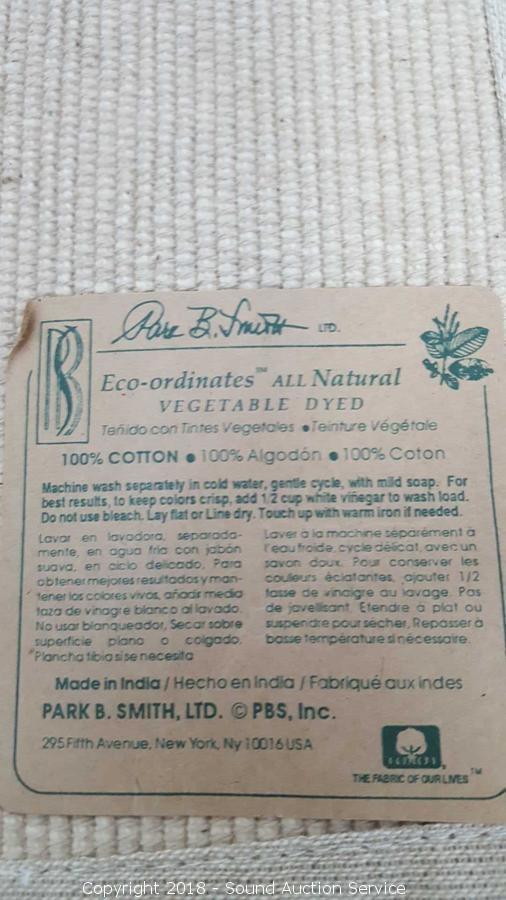 Park B. Smith LTD.
PBS
Eco-ordinates™ ALL Natural
VEGETABLE DYED
Teñido con Tintes Vegetales • Teinture Végétale
100% COTTON • 100% Algodón • 100% Coton
Machine wash separately in cold water, gentle cycle, with mild soap. For
best results, to keep colors crisp, add 1/2 cup white vinegar to wash load.
Do not use bleach. Lay flat or Line dry. Touch up with warm iron if needed.
Lavar en lavadora, separada-
mente, en agua fria con jabón
suava, en ciclo delicado. Para
obtener mejores resultados y man-
tener los colores vivos, añadir media
taza de vinagre blanco al lavado.
No usar blanqueador, Secar sobre
superficie plano o colgado.
Plancha tibia si se necesita
Laver à la machine séparément à
l'eau froide, cycle délicat, avec un
savon doux. Pour conserver les
couleurs éclatantes, ajouter 1/2
tasse de vinaigre au lavage. Pas
de javellisant. Etendre à plat ou
suspendre pour sécher. Repasser à
basse température si nécessaire.
Made in India / Hecho en India / Fabriqué aux indes
PARK B. SMITH, LTD. © PBS, Inc.
295 Fifth Avenue, New York, Ny 10016 USA
COTTON®
THE FABRIC OF OUR LIVES™
Copyright 2018 - Sound Auction Service